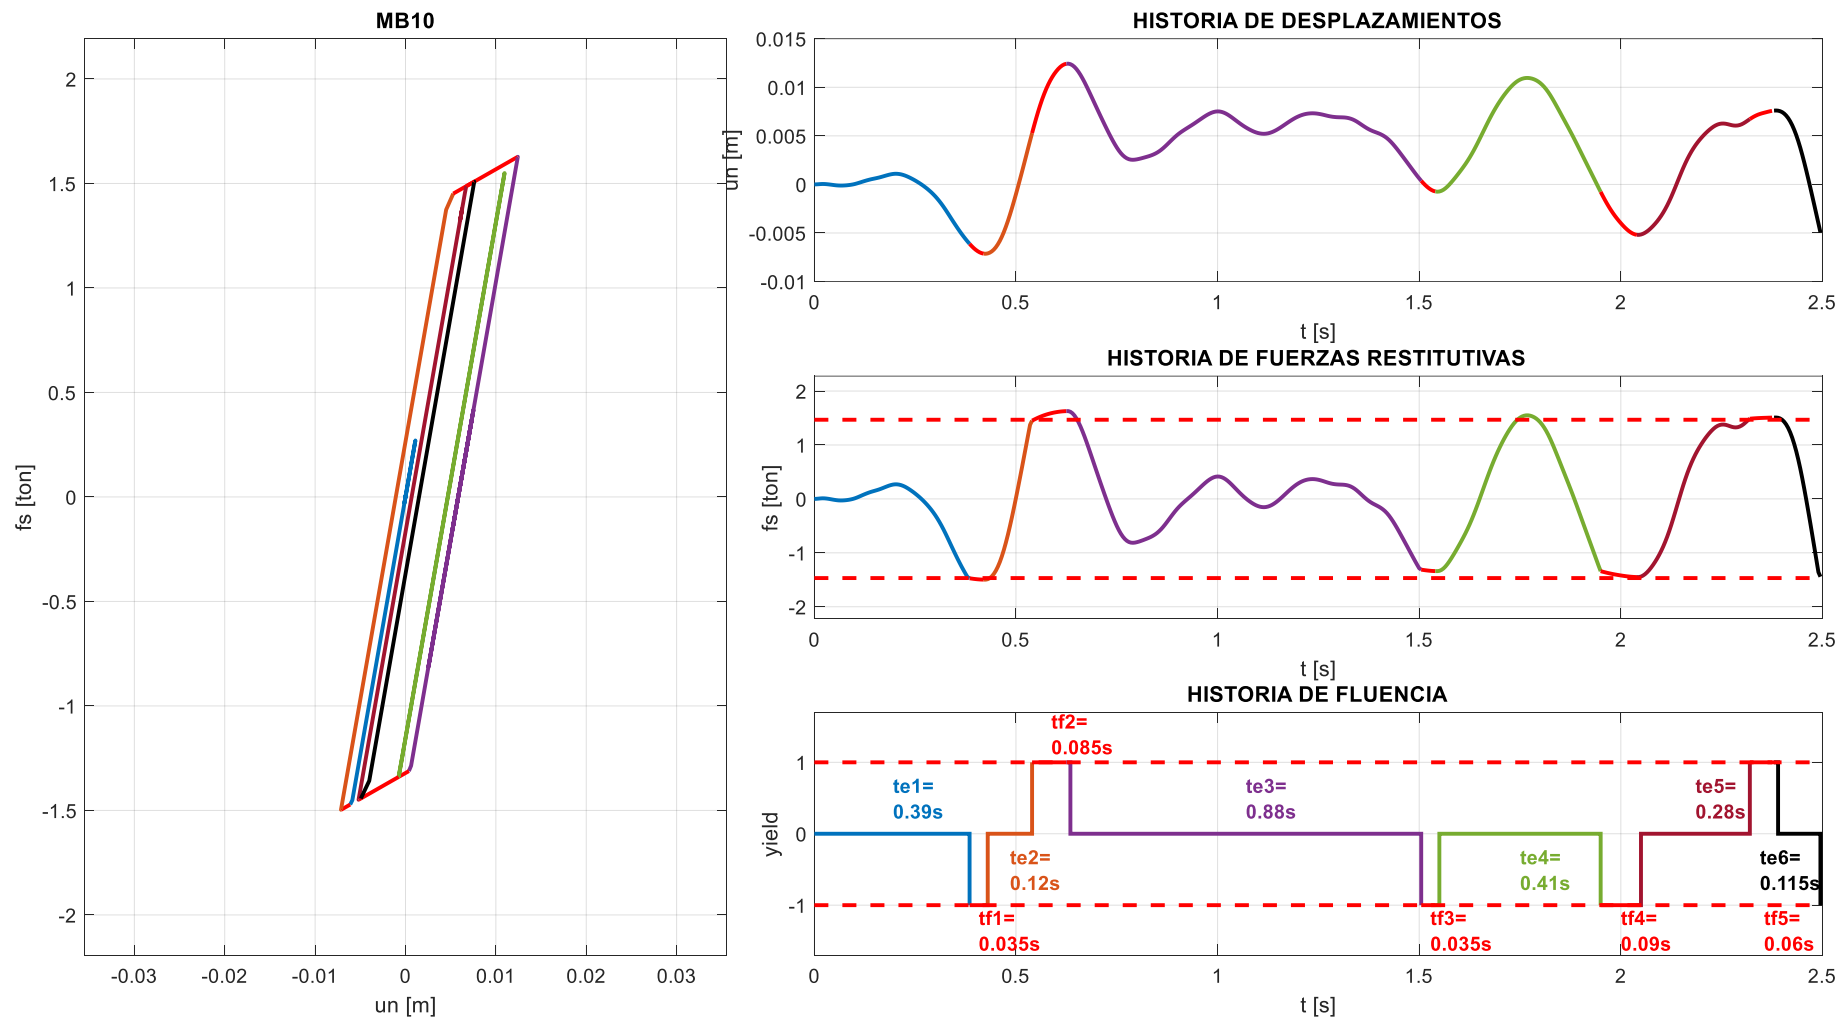 MB10
2
1.5
1
0.5
0
-0.5
-1
-1.5
-2
fs [ton]
-0.03
-0.02
-0.01
0
0.01
0.02
0.03
un [m]
HISTORIA DE DESPLAZAMIENTOS
0.015
0.01
0.005
0
-0.005
-0.01
un [m]
0
0.5
1
1.5
2
2.5
t [s]
HISTORIA DE FUERZAS RESTITUTIVAS
2
1
0
-1
-2
fs [ton]
0
0.5
1
1.5
2
2.5
t [s]
HISTORIA DE FLUENCIA
1
0
-1
yield
tf2=
0.085s
te1=
0.39s
te3=
0.88s
te5=
0.28s
te2=
0.12s
te4=
0.41s
te6=
0.115s
tf1=
0.035s
tf3=
0.035s
tf4=
0.09s
tf5=
0.06s
0
0.5
1
1.5
2
2.5
t [s]